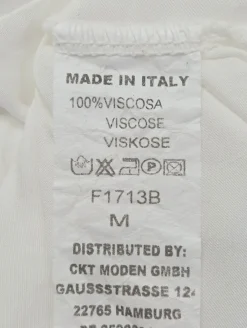 MADE IN ITALY
100%VISCOSA
VISCOSE
VISKOSE
F1713B
M
DISTRIBUTED BY:
CKT MODEN GMBH
GAUSSSTRASSE 124
22765 HAMBURG